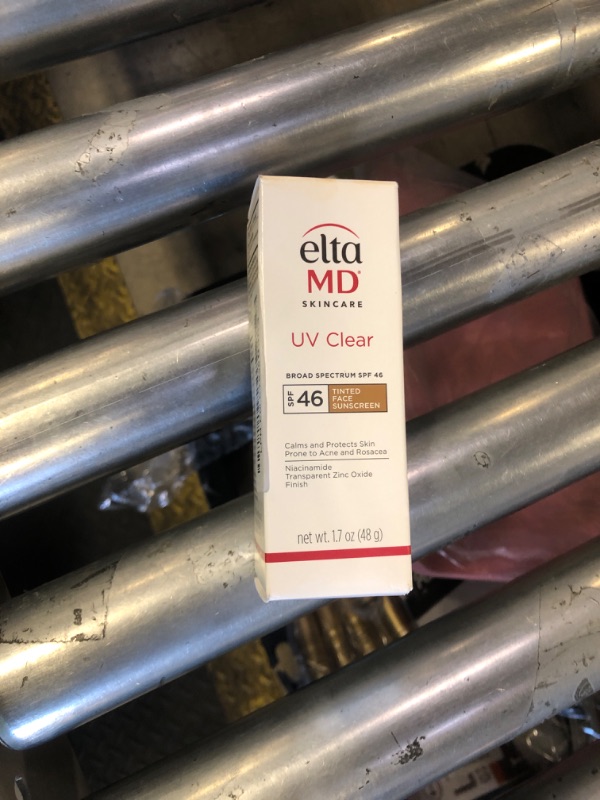 elta
MD®
SKINCARE
UV Clear
BROAD SPECTRUM SPF 46
SPF 46 TINTED
FACE
SUNSCREEN
Calms and Protects Skin
Prone to Acne and Rosacea
Niacinamide
Transparent Zinc Oxide
Finish
net wt. 1.7 oz (48 g)